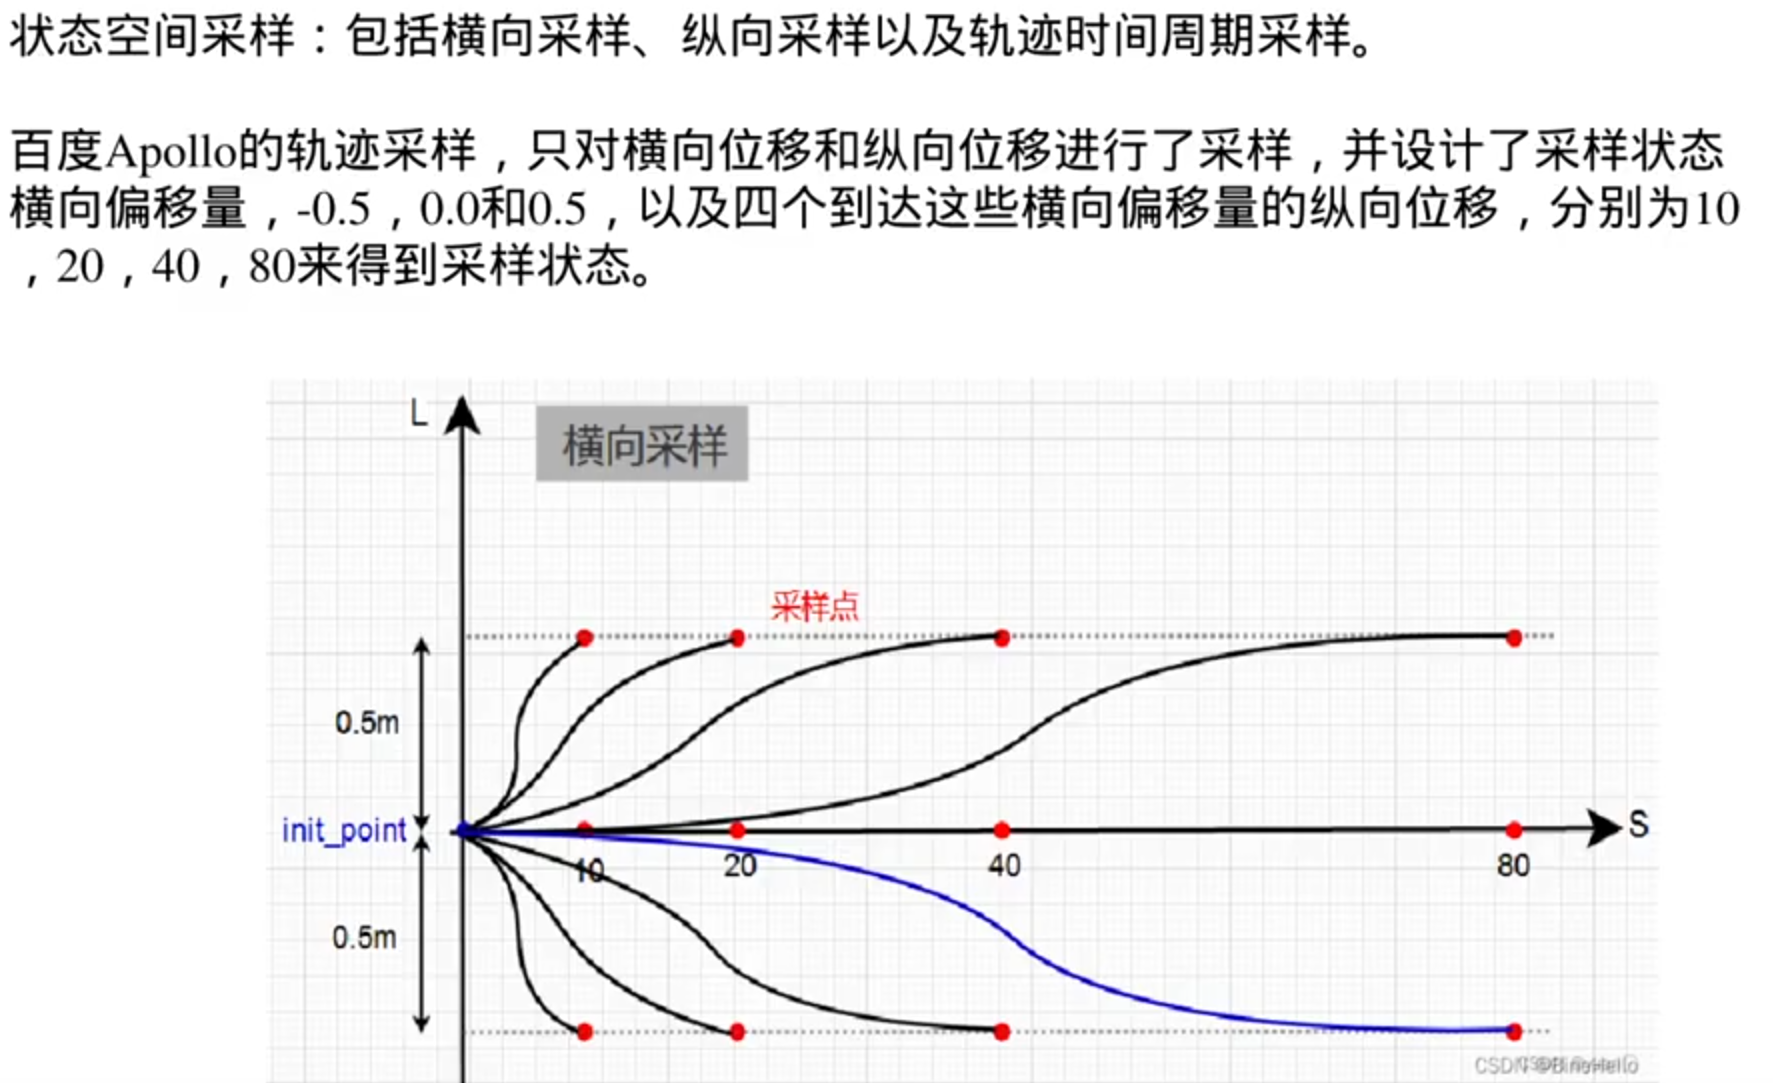 状态空间采样：包括横向采样、纵向采样以及轨迹时间周期采样。
百度Apollo的轨迹采样，只对横向位移和纵向位移进行了采样，并设计了采样状态
横向偏移量，-0.5，0.0和0.5，以及四个到达这些横向偏移量的纵向位移，分别为10
，20，40，80来得到采样状态。
L
横向采样
采样点
0.5m
init_point
S
10
20
40
80
0.5m
CSDN